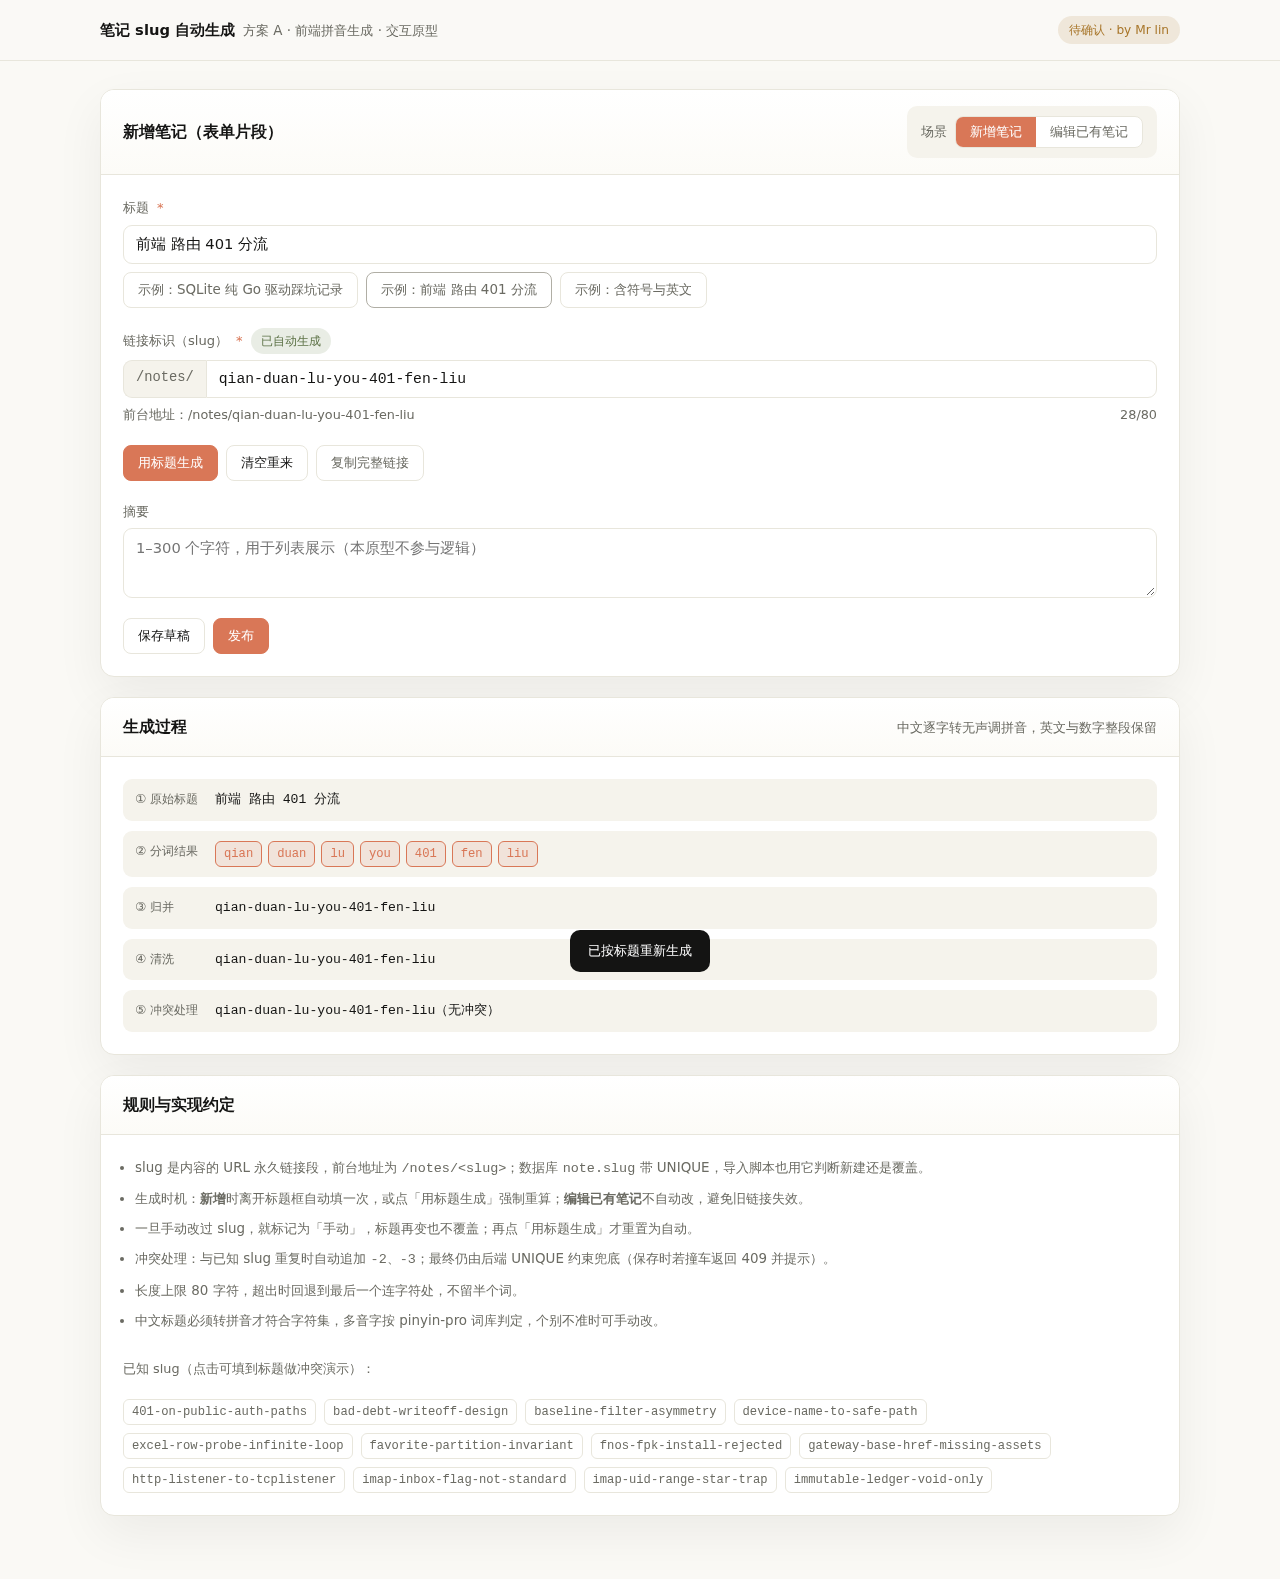 笔记 slug 自动生成 方案 A · 前端拼音生成 · 交互原型
待确认 · by Mr lin
新增笔记（表单片段）
场景 新增笔记 编辑已有笔记
标题 *
前端 路由 401 分流
示例：SQLite 纯 Go 驱动踩坑记录 示例：前端 路由 401 分流 示例：含符号与英文
链接标识（slug） * 已自动生成
/notes/ qian-duan-lu-you-401-fen-liu
前台地址：/notes/qian-duan-lu-you-401-fen-liu 28/80
用标题生成 清空重来 复制完整链接
摘要
1–300 个字符，用于列表展示（本原型不参与逻辑）
保存草稿 发布
生成过程 中文逐字转无声调拼音，英文与数字整段保留
① 原始标题 前端 路由 401 分流
② 分词结果 qian duan lu you 401 fen liu
③ 归并 qian-duan-lu-you-401-fen-liu
已按标题重新生成
④ 清洗 qian-duan-lu-you-401-fen-liu
⑤ 冲突处理 qian-duan-lu-you-401-fen-liu（无冲突）
规则与实现约定
• slug 是内容的 URL 永久链接段，前台地址为 /notes/<slug>；数据库 note.slug 带 UNIQUE，导入脚本也用它判断新建还是覆盖。
• 生成时机：新增时离开标题框自动填一次，或点「用标题生成」强制重算；编辑已有笔记不自动改，避免旧链接失效。
• 一旦手动改过 slug，就标记为「手动」，标题再变也不覆盖；再点「用标题生成」才重置为自动。
• 冲突处理：与已知 slug 重复时自动追加 -2、-3；最终仍由后端 UNIQUE 约束兜底（保存时若撞车返回 409 并提示）。
• 长度上限 80 字符，超出时回退到最后一个连字符处，不留半个词。
• 中文标题必须转拼音才符合字符集，多音字按 pinyin-pro 词库判定，个别不准时可手动改。
已知 slug（点击可填到标题做冲突演示）：
401-on-public-auth-paths bad-debt-writeoff-design baseline-filter-asymmetry device-name-to-safe-path
excel-row-probe-infinite-loop favorite-partition-invariant fnos-fpk-install-rejected gateway-base-href-missing-assets
http-listener-to-tcplistener imap-inbox-flag-not-standard imap-uid-range-star-trap immutable-ledger-void-only